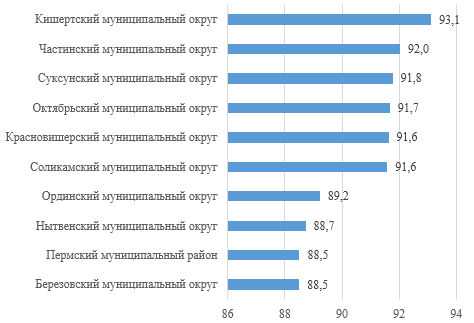 Кишертский муниципальный округ 93,1
Частинский муниципальный округ 92,0
Суксунский муниципальный округ 91,8
Октябрьский муниципальный округ 91,7
Красновишерский муниципальный округ 91,6
Соликамский муниципальный округ 91,6
Ординский муниципальный округ 89,2
Нытвенский муниципальный округ 88,7
Пермский муниципальный район 88,5
Березовский муниципальный округ 88,5
86 88 90 92 94